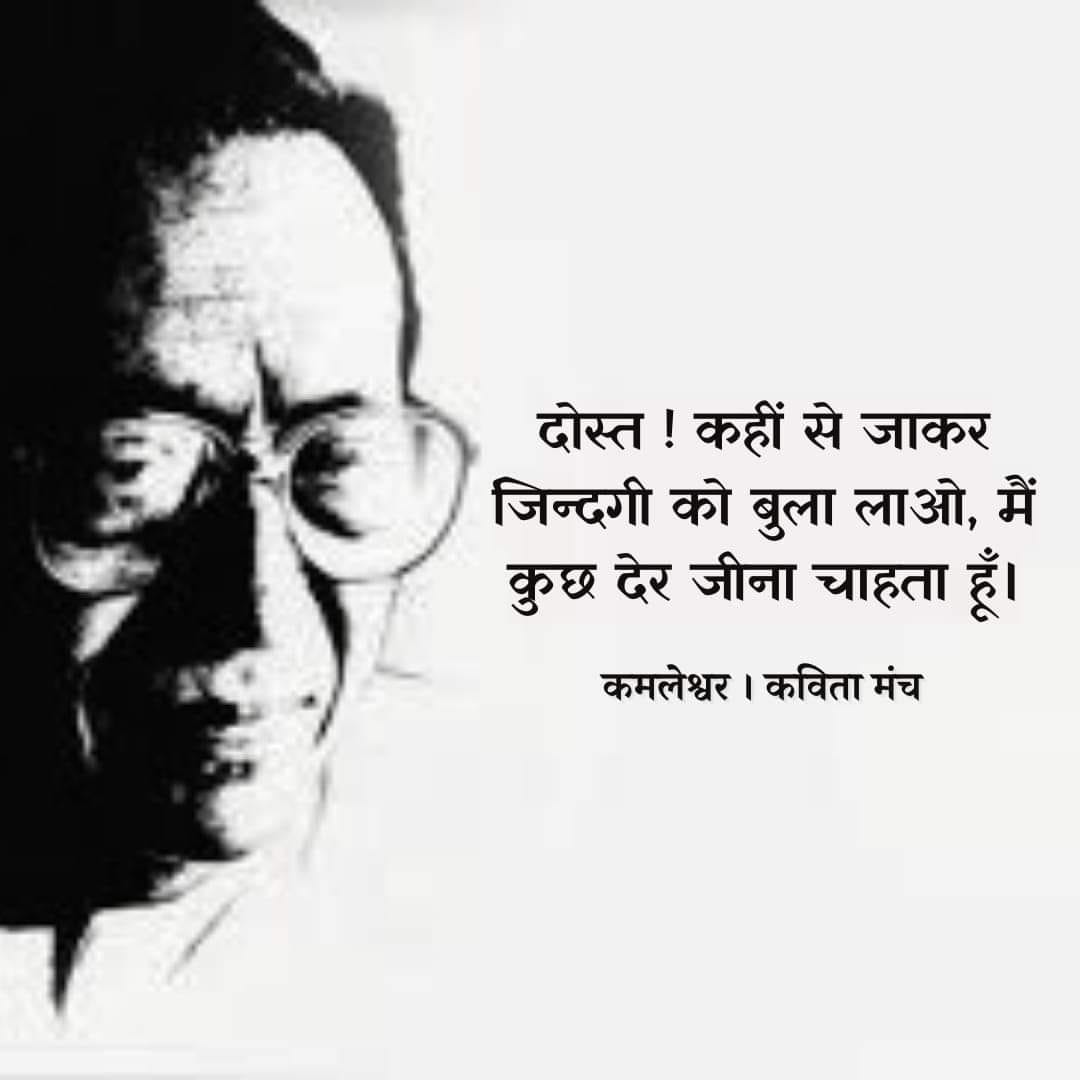 दोस्त ! कहीं से जाकर
जिन्दगी को बुला लाओ, मैं
कुछ देर जीना चाहता हूँ।
कमलेश्वर । कविता मंच